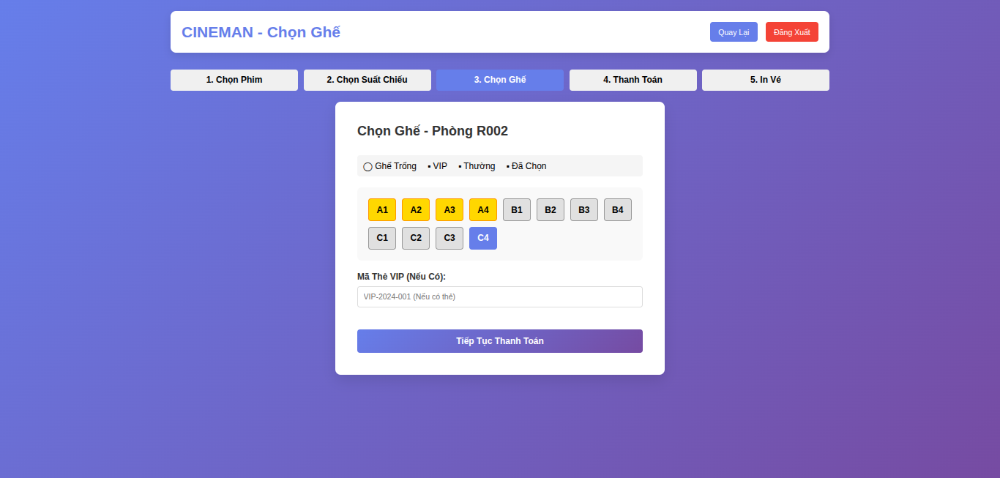 CINEMAN - Chọn Ghế
Quay Lại
Đăng Xuất
1. Chọn Phim
2. Chọn Suất Chiếu
3. Chọn Ghế
4. Thanh Toán
5. In Vé
Chọn Ghế - Phòng R002
◯ Ghế Trống ▪ VIP ▪ Thường ▪ Đã Chọn
A1 A2 A3 A4 B1 B2 B3 B4
C1 C2 C3 C4
Mã Thẻ VIP (Nếu Có):
VIP-2024-001 (Nếu có thẻ)
Tiếp Tục Thanh Toán